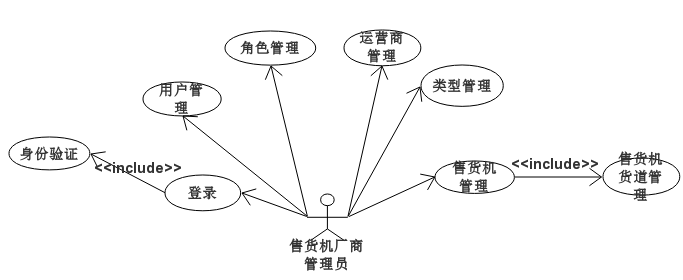 角色管理
运营商
管理
用户管
理
类型管理
身份验证
<<include>>
登录
售货机
管理
<<include>>
售货机
货道管
理
售货机厂商
管理员